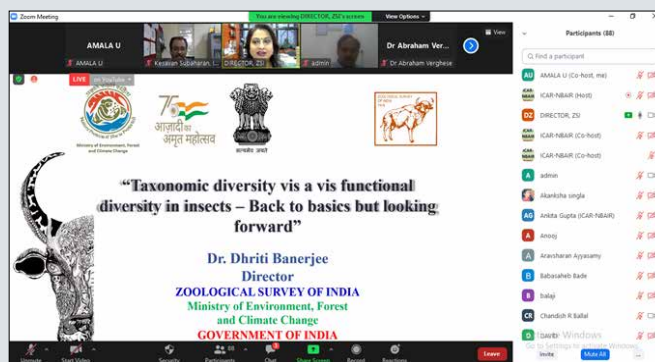 Zoom Meeting
You are viewing DIRECTOR, ZSI's screen
View Options
View
AMALA U
Dr Abraham Ver...
AMALA U
Kesavan Subaharan, I...
DIRECTOR, ZSI
admin
Dr Abraham Verghese
LIVE on YouTube
Ministry of Environment, Forest
and Climate Change
75
आज़ादी का
अमृत महोत्सव
सत्यमेव जयते
ZOOLOGICAL SURVEY
OF INDIA
“Taxonomic diversity vis a vis functional
diversity in insects – Back to basics but looking
forward”
Dr. Dhriti Banerjee
Director
ZOOLOGICAL SURVEY OF INDIA
Ministry of Environment, Forest
and Climate Change
GOVERNMENT OF INDIA
Unmute
Start Video
Security
Participants
88
Chat
Share Screen
Record
Reactions
Leave
Participants (88)
Find a participant
AU AMALA U (Co-host, me)
ICAR-NBAIR (Host)
DZ DIRECTOR, ZSI
ICAR-NBAIR (Co-host)
ICAR-NBAIR (Co-host)
A admin
Akanksha singla
AG Ankita Gupta (ICAR-NBAIR)
A Anooj
A Aravsharan Ayyasamy
B Babasaheb Bade
B balaji
CR Chandish R Ballal
D
Windows
Go to Settings to activate Windows.
Invite
Mute All
...